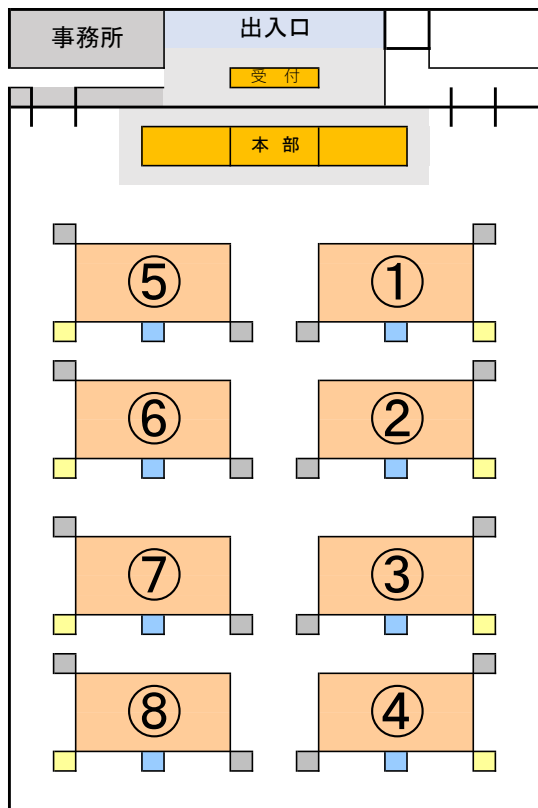 事務所
出入口
受 付
本 部
⑤
①
⑥
②
⑦
③
⑧
④